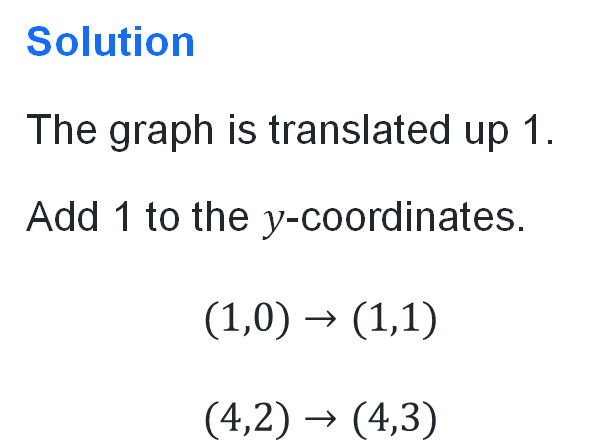 Solution
The graph is translated up 1.
Add 1 to the y-coordinates.
(1,0) → (1,1)
(4,2) → (4,3)